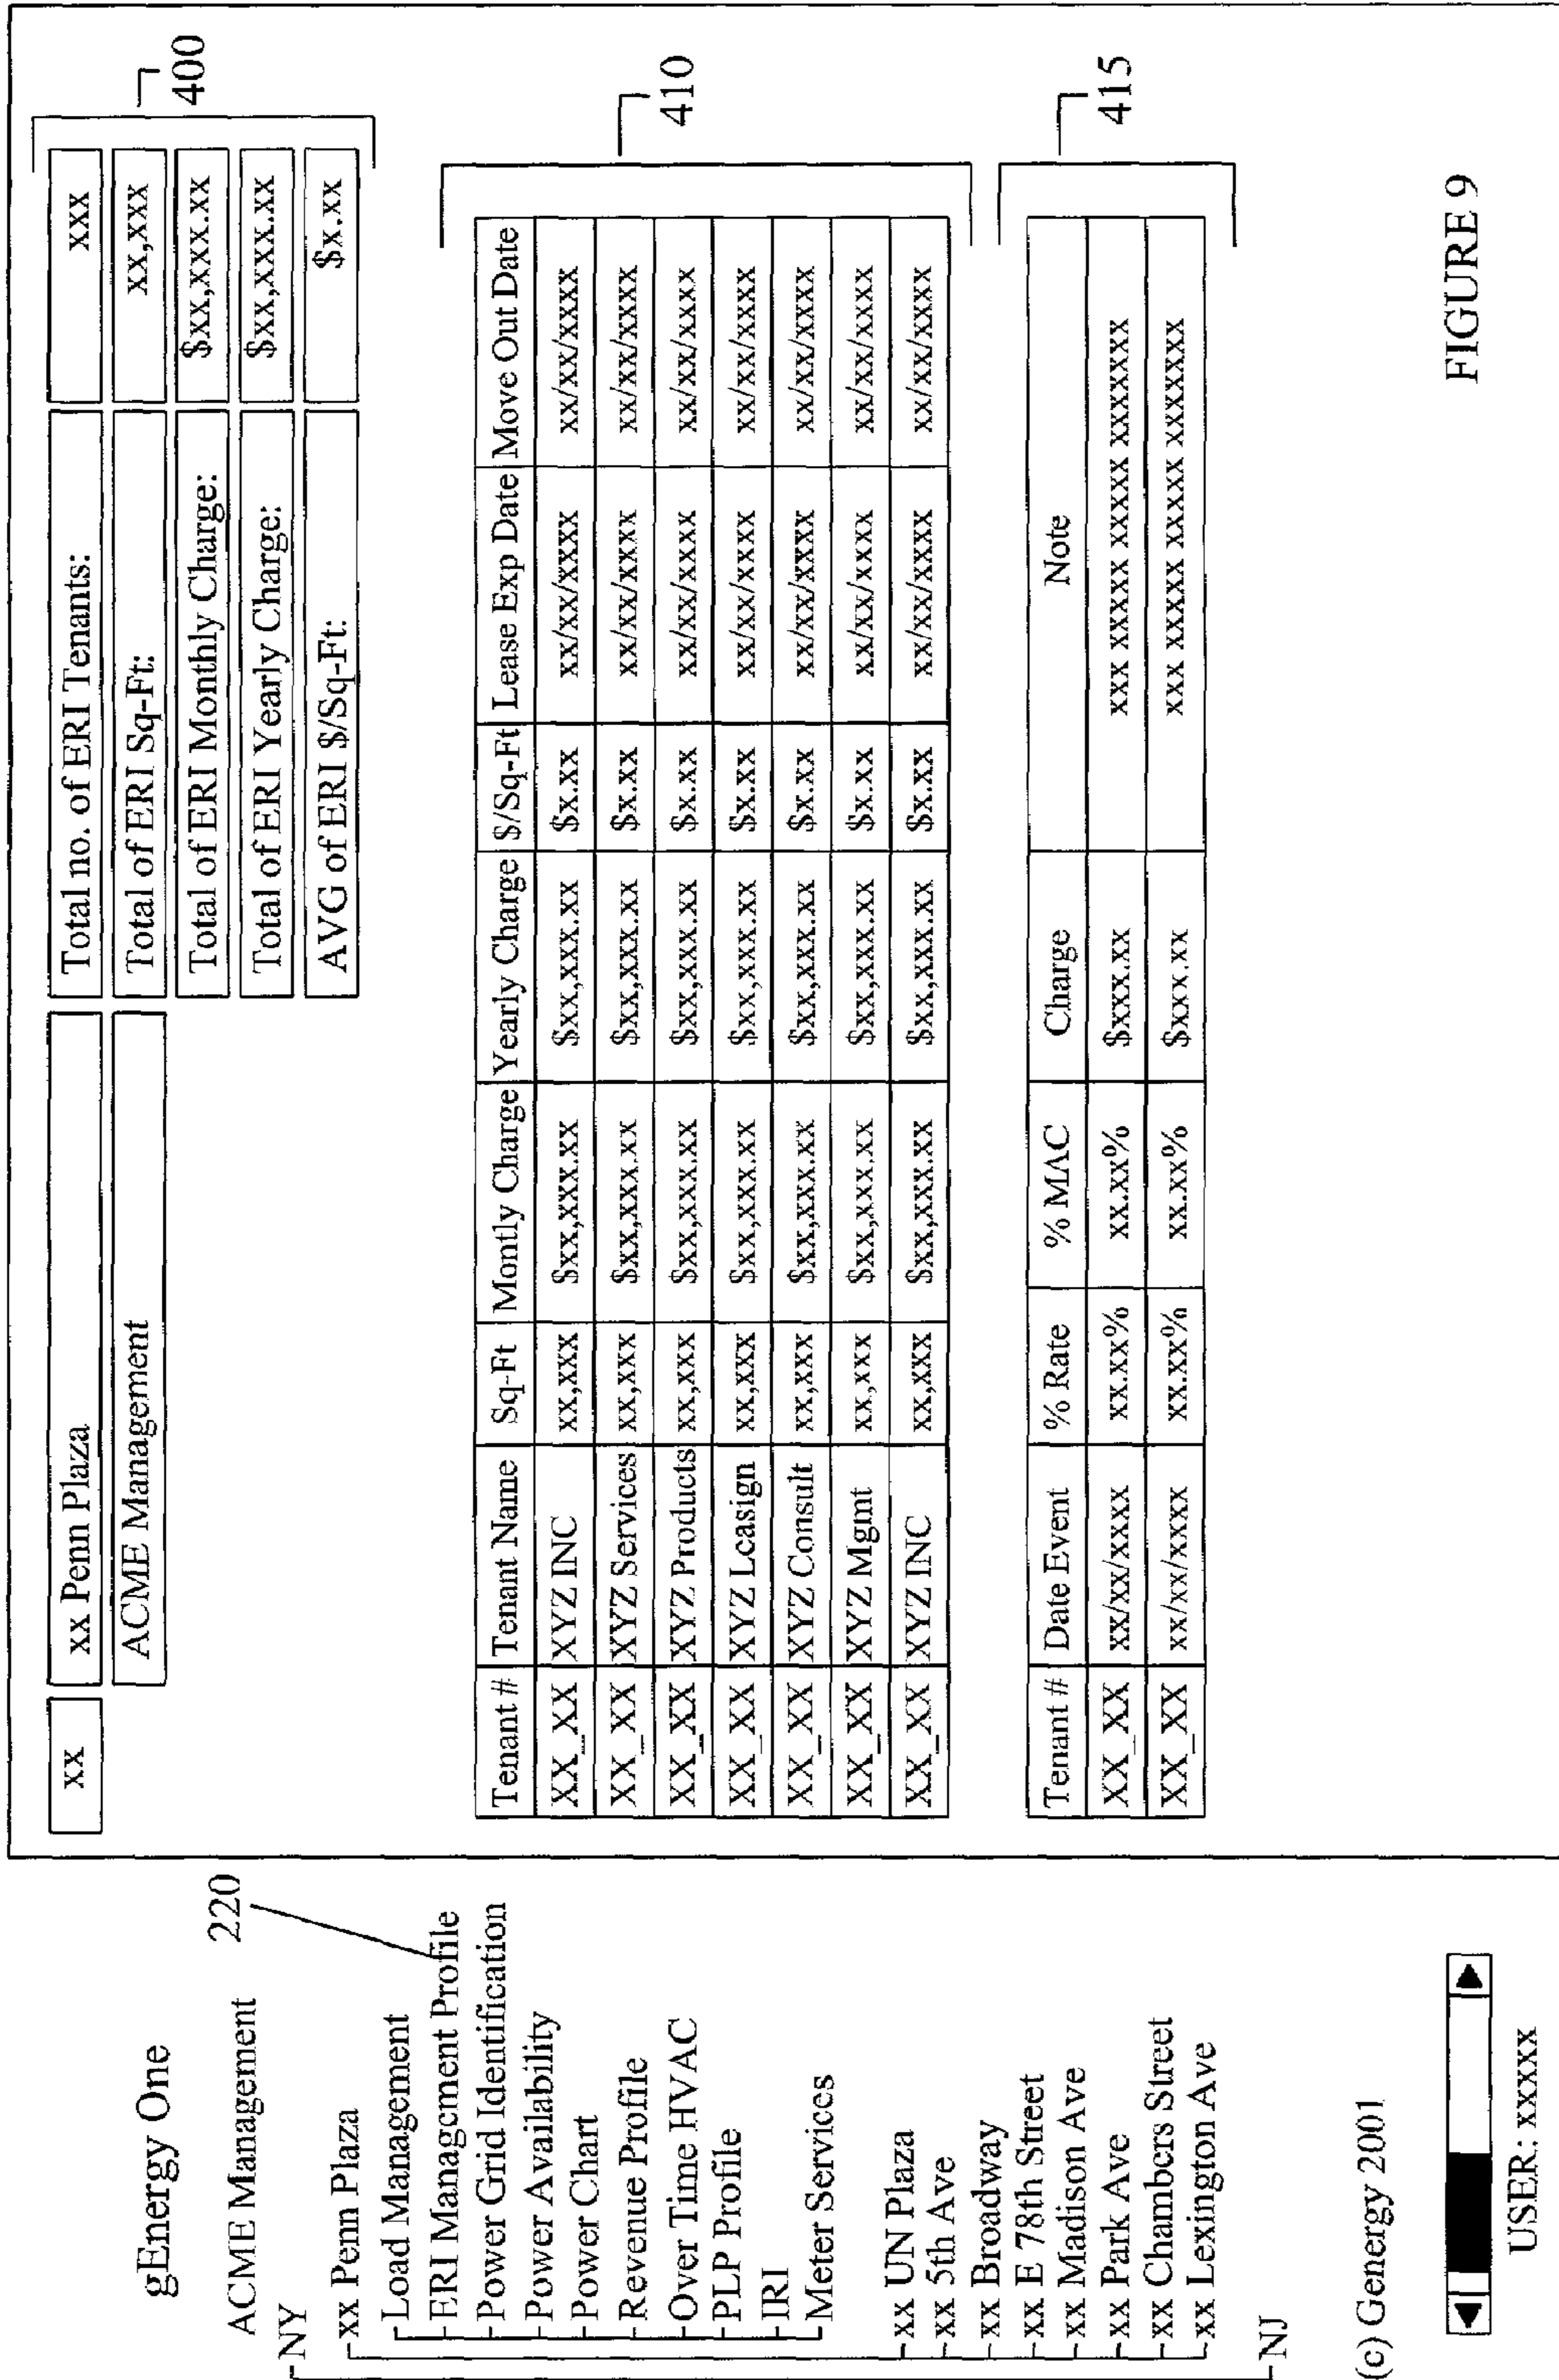 gEnergy One
ACME Management
220
NY
xx Penn Plaza
Load Management
ERI Management Profile
Power Grid Identification
Power Availability
Power Chart
Revenue Profile
Over Time HVAC
PLP Profile
IRI
Meter Services
xx UN Plaza
xx 5th Ave
xx Broadway
xx E 78th Street
xx Madison Ave
xx Park Ave
xx Chambers Street
xx Lexington Ave
NJ
(c) Genergy 2001
USER: xxxxx
xx xx Penn Plaza Total no. of ERI Tenants: xxx
ACME Management Total of ERI Sq-Ft: xx,xxx
Total of ERI Monthly Charge: $xx,xxx.xx
Total of ERI Yearly Charge: $xx,xxx.xx
AVG of ERI $/Sq-Ft: $x.xx
400
Tenant # Tenant Name Sq-Ft Montly Charge Yearly Charge $/Sq-Ft Lease Exp Date Move Out Date
XX_XX XYZ INC xx,xxx $xx,xxx.xx $xx,xxx.xx $x.xx xx/xx/xxxx xx/xx/xxxx
XX_XX XYZ Services xx,xxx $xx,xxx.xx $xx,xxx.xx $x.xx xx/xx/xxxx xx/xx/xxxx
XX_XX XYZ Products xx,xxx $xx,xxx.xx $xx,xxx.xx $x.xx xx/xx/xxxx xx/xx/xxxx
XX_XX XYZ Leasign xx,xxx $xx,xxx.xx $xx,xxx.xx $x.xx xx/xx/xxxx xx/xx/xxxx
XX_XX XYZ Consult xx,xxx $xx,xxx.xx $xx,xxx.xx $x.xx xx/xx/xxxx xx/xx/xxxx
XX_XX XYZ Mgmt xx,xxx $xx,xxx.xx $xx,xxx.xx $x.xx xx/xx/xxxx xx/xx/xxxx
XX_XX XYZ INC xx,xxx $xx,xxx.xx $xx,xxx.xx $x.xx xx/xx/xxxx xx/xx/xxxx
410
Tenant # Date Event % Rate % MAC Charge Note
XX_XX xx/xx/xxxx xx.xx% xx.xx% $xxx.xx xxx xxxxx xxxxx xxxxxxx
XX_XX xx/xx/xxxx xx.xx% xx.xx% $xxx.xx xxx xxxxx xxxxx xxxxxxx
415
FIGURE 9